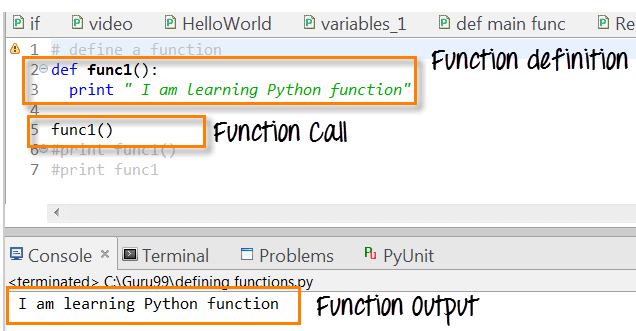 if video HelloWorld variables_1 def main func Re
1 # define a function
Function definition
2 def func1():
3 print " I am learning Python function"
4
5 func1()
Function Call
6 #print func1()
7 #print func1
Console Terminal Problems PyUnit
<terminated> C:\Guru99\defining functions.py
I am learning Python function
Function Output